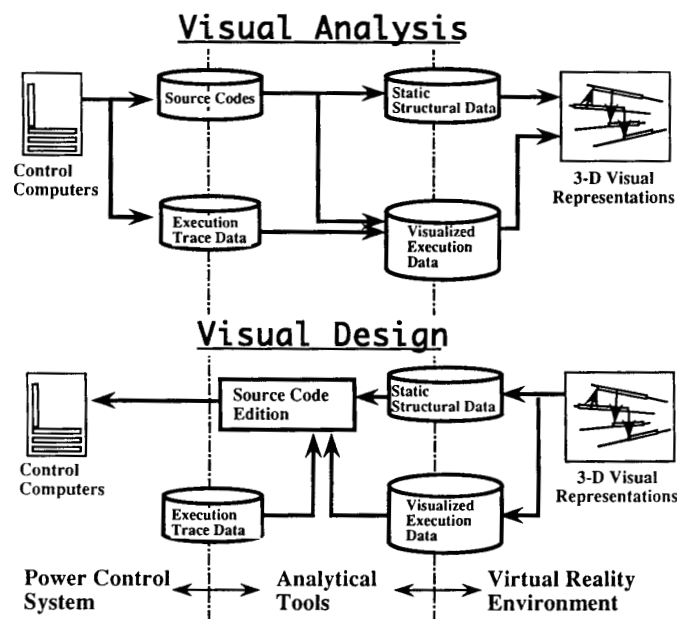 Visual Analysis
Source Codes
Static
Structural Data
Control
Computers
3-D Visual
Representations
Execution
Trace Data
Visualized
Execution
Data
Visual Design
Source Code
Edition
Static
Structural Data
Control
Computers
3-D Visual
Representations
Execution
Trace Data
Visualized
Execution
Data
Power Control
System
Analytical
Tools
Virtual Reality
Environment